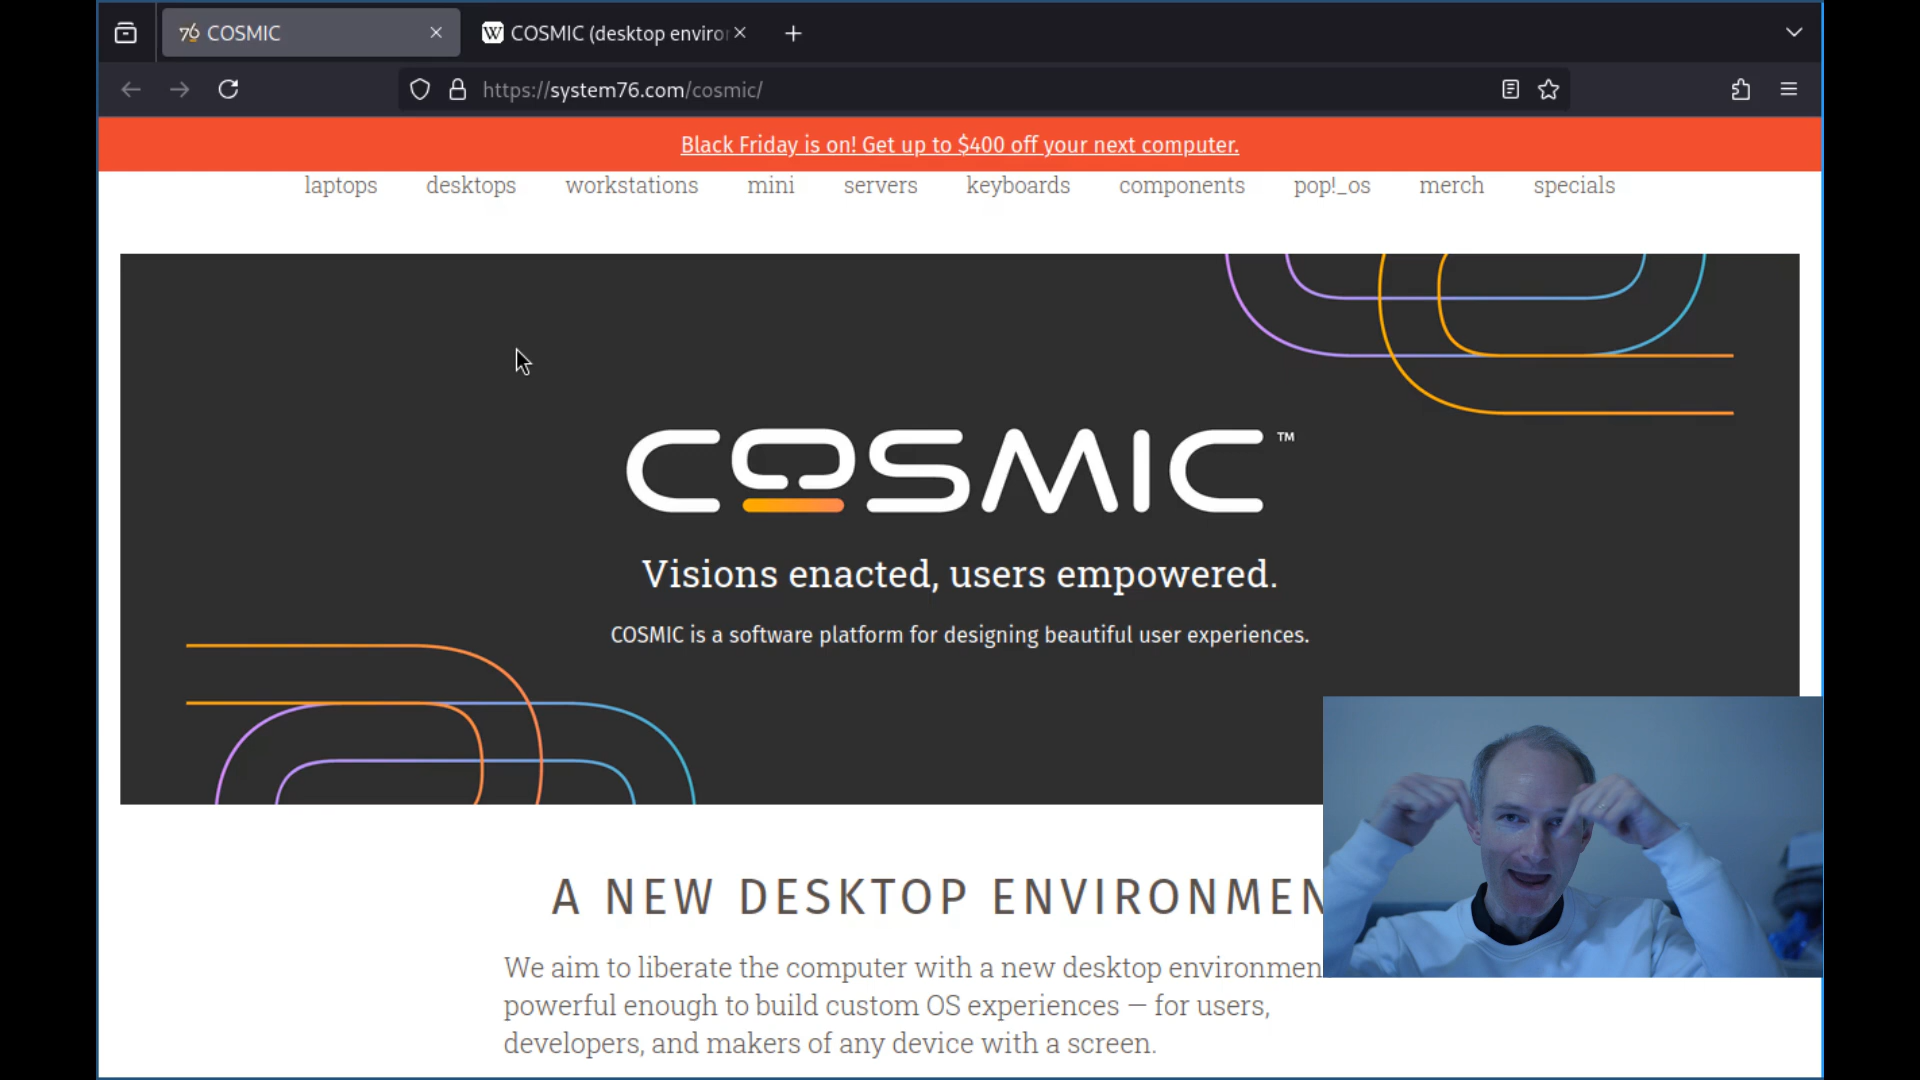 COSMIC
COSMIC (desktop enviro
https://system76.com/cosmic/
Black Friday is on! Get up to $400 off your next computer.
laptops desktops workstations mini servers keyboards components pop!_os merch specials
COSMIC™
Visions enacted, users empowered.
COSMIC is a software platform for designing beautiful user experiences.
A NEW DESKTOP ENVIRONMEN
We aim to liberate the computer with a new desktop environmen
powerful enough to build custom OS experiences — for users,
developers, and makers of any device with a screen.